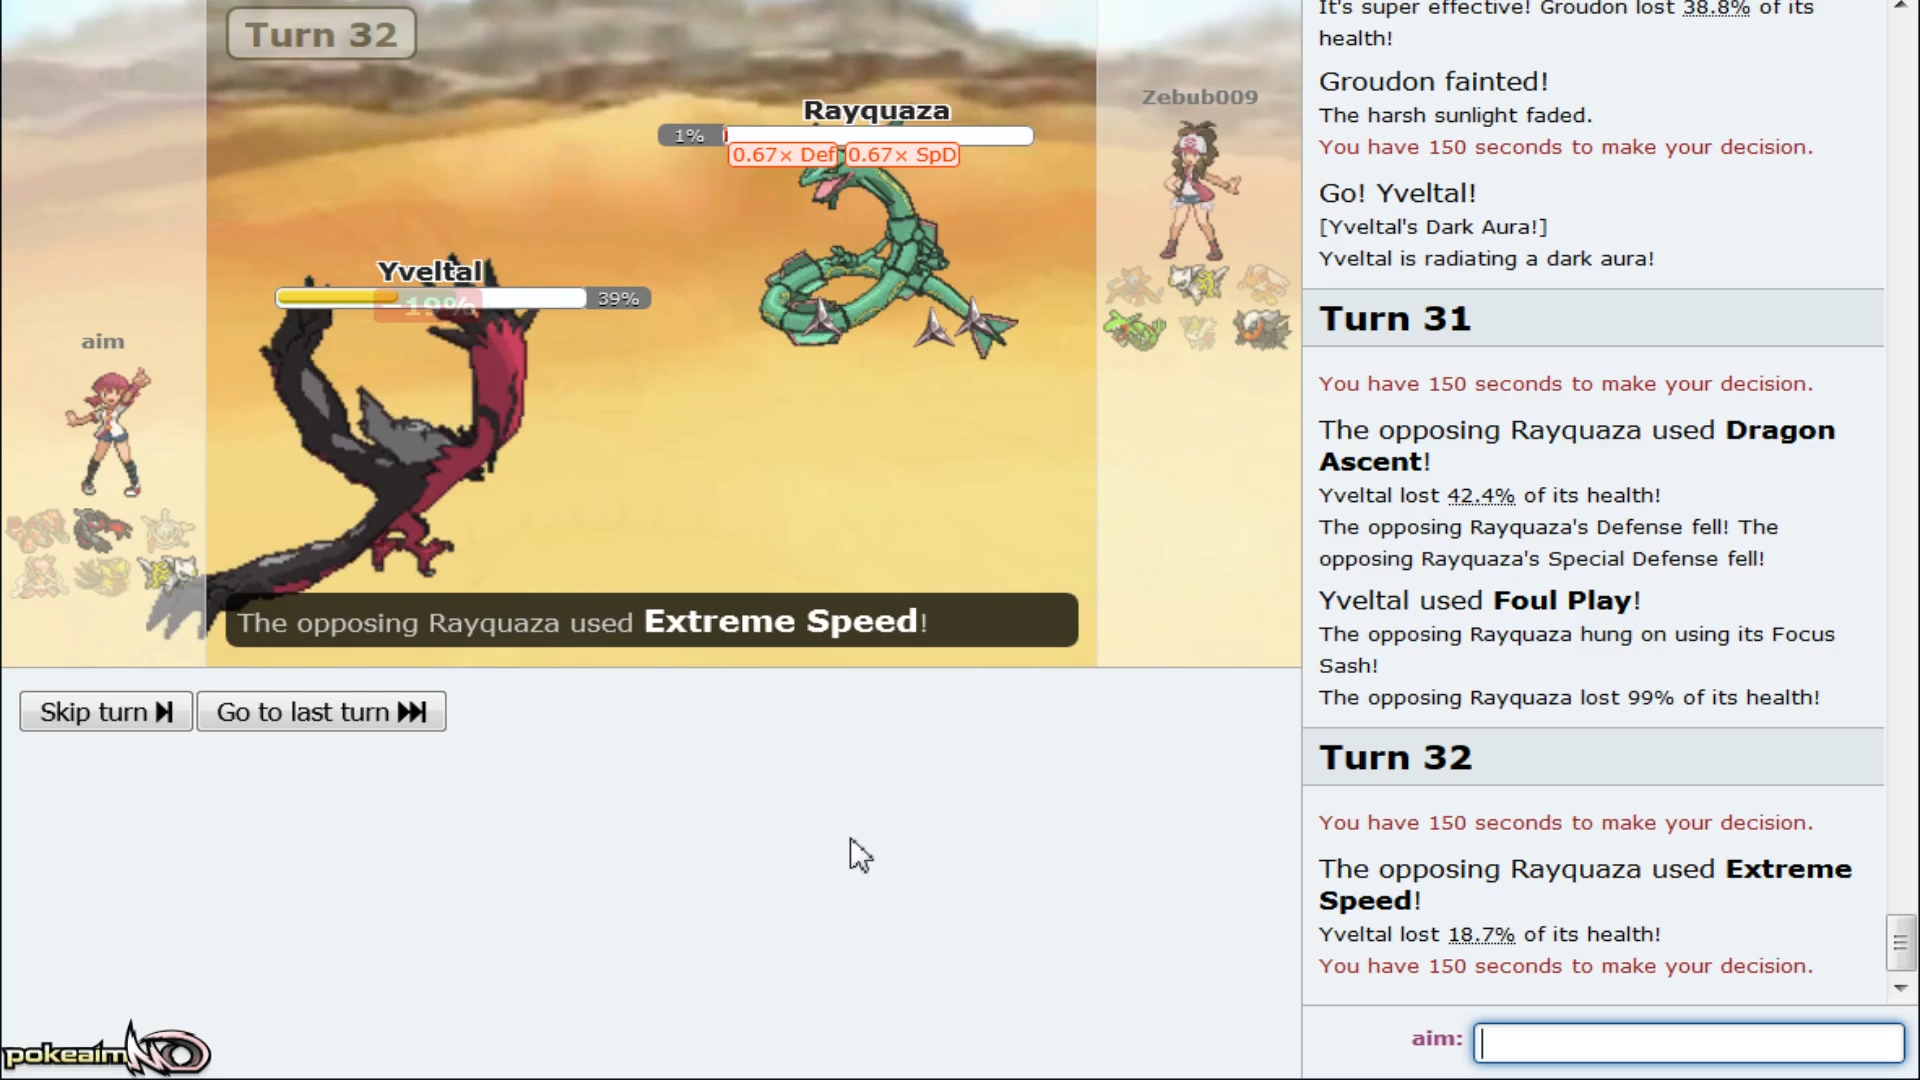 Turn 32
Rayquaza
1%
0.67× Def 0.67× SpD
Yveltal
39%
-19%
aim
Zebub009
The opposing Rayquaza used Extreme Speed!
Skip turn
Go to last turn
pokeaimMD
It's super effective! Groudon lost 38.8% of its
health!
Groudon fainted!
The harsh sunlight faded.
You have 150 seconds to make your decision.
Go! Yveltal!
[Yveltal's Dark Aura!]
Yveltal is radiating a dark aura!
Turn 31
You have 150 seconds to make your decision.
The opposing Rayquaza used Dragon
Ascent!
Yveltal lost 42.4% of its health!
The opposing Rayquaza's Defense fell! The
opposing Rayquaza's Special Defense fell!
Yveltal used Foul Play!
The opposing Rayquaza hung on using its Focus
Sash!
The opposing Rayquaza lost 99% of its health!
Turn 32
You have 150 seconds to make your decision.
The opposing Rayquaza used Extreme
Speed!
Yveltal lost 18.7% of its health!
You have 150 seconds to make your decision.
aim: